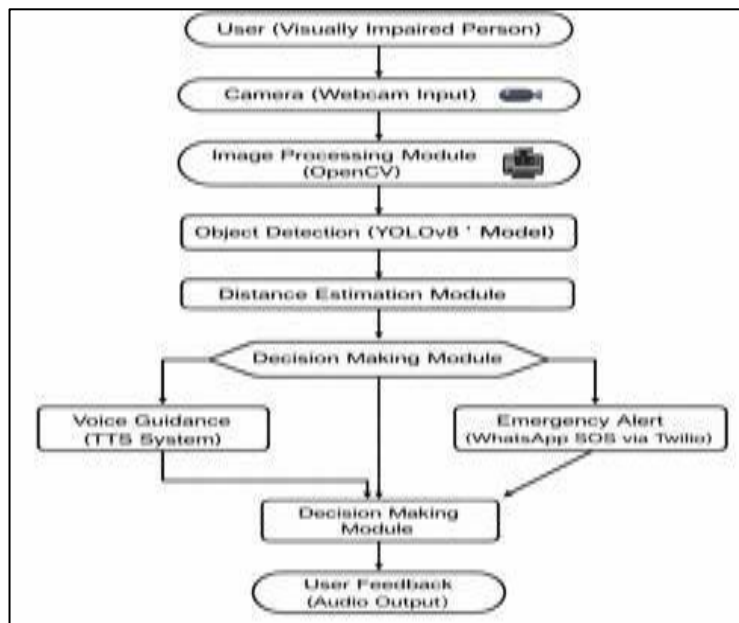 User (Visually Impaired Person)
Camera (Webcam Input)
Image Processing Module
(OpenCV)
Object Detection (YOLOv8 ' Model)
Distance Estimation Module
Decision Making Module
Voice Guidance
(TTS System)
Emergency Alert
(WhatsApp SOS via Twilio)
Decision Making
Module
User Feedback
(Audio Output)